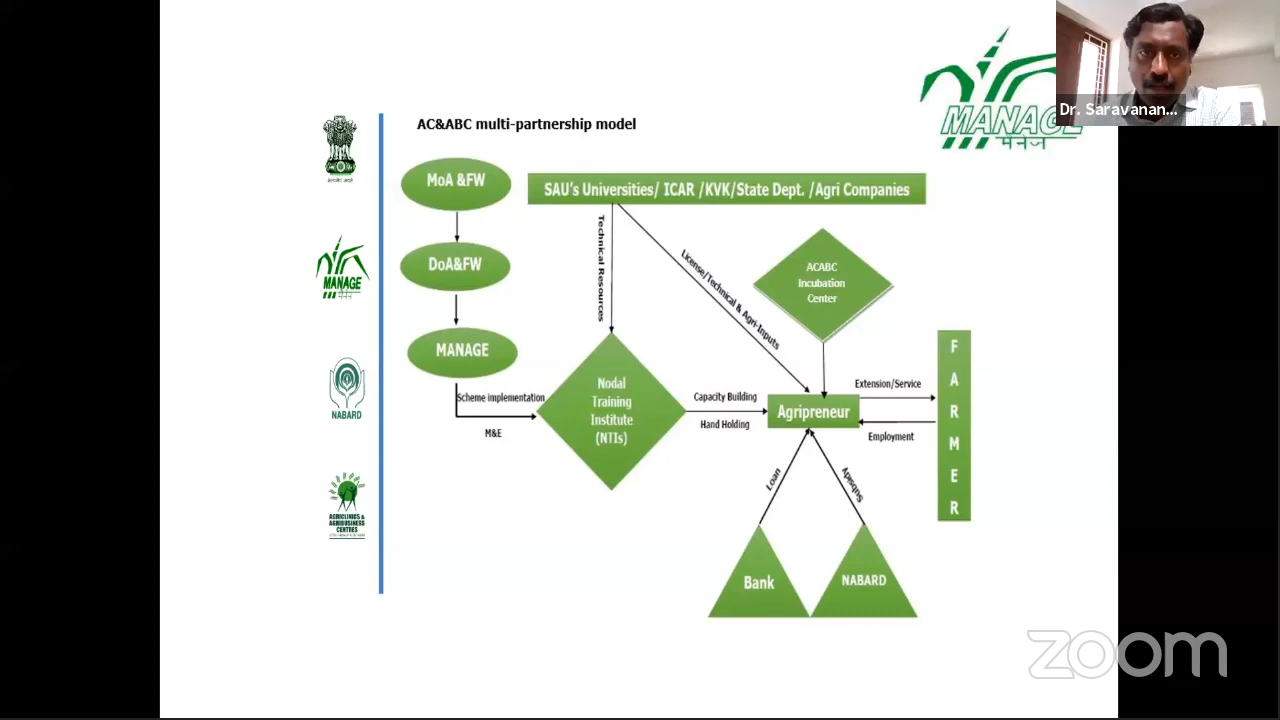 Dr. Saravanan...
MANAGE
मैनेज
AC&ABC multi-partnership model
MoA &FW
SAU's Universities/ ICAR /KVK/State Dept. /Agri Companies
DoA&FW
MANAGE
Scheme implementation
M&E
Technical Resources
License/Technical & Agri-Inputs
ACABC
Incubation
Center
Nodal
Training
Institute
(NTIs)
Capacity Building
Hand Holding
Agripreneur
Extension/Service
Employment
F
A
R
M
E
R
Loan
Subsidy
Bank
NABARD
MANAGE
NABARD
AGRICLINICS &
AGRIBUSINESS
CENTRES
zoom